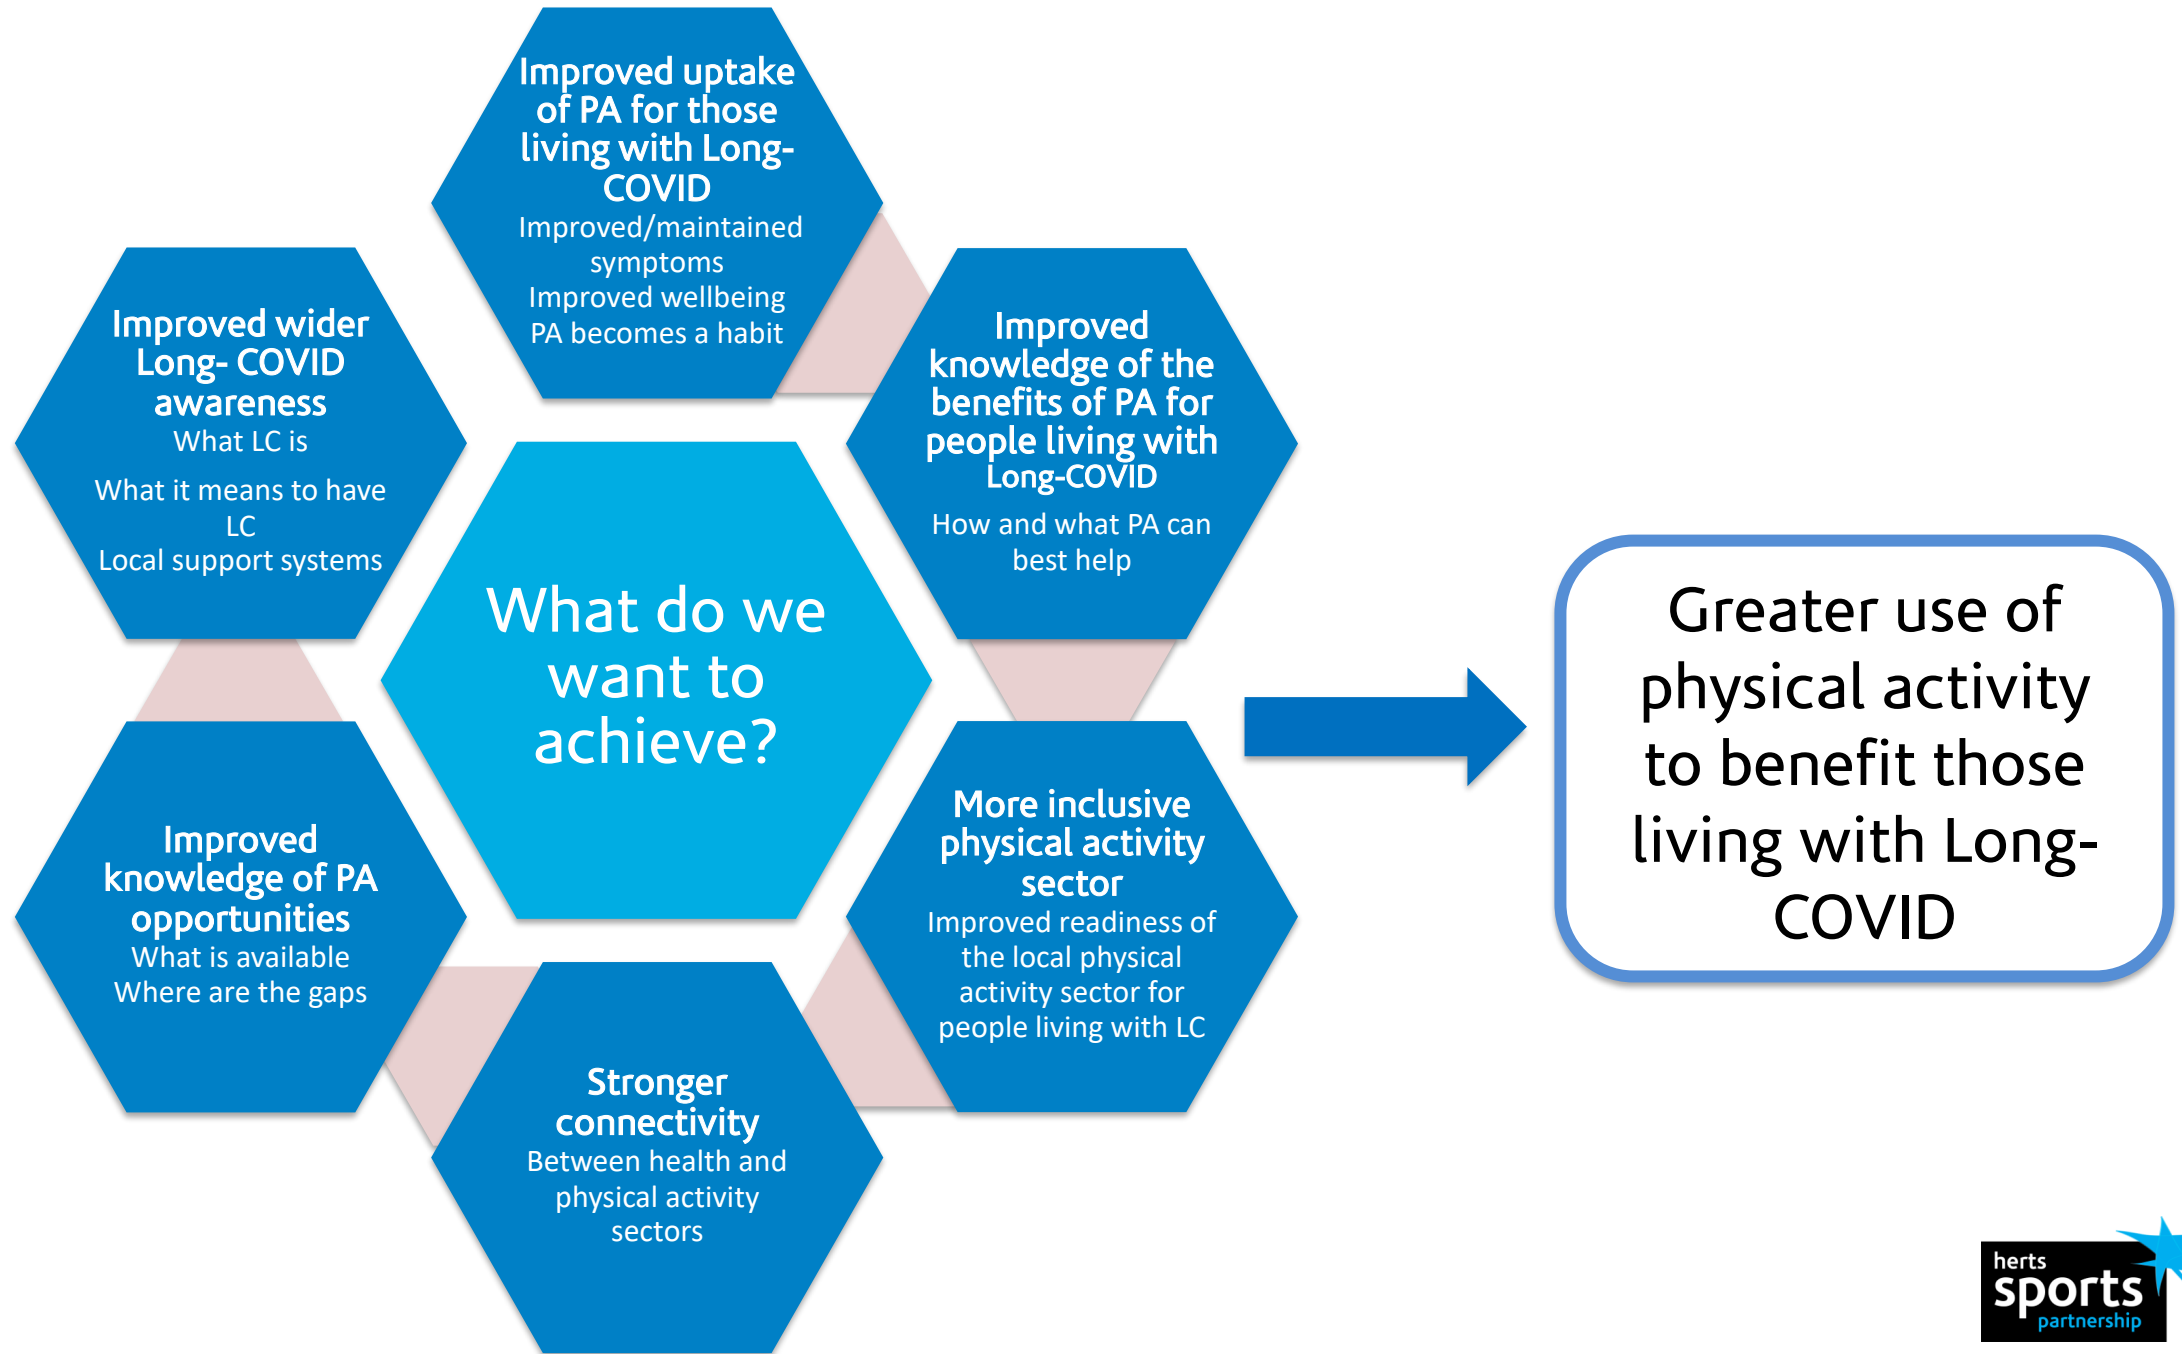 Improved uptake
of PA for those
living with Long-
COVID
Improved/maintained
symptoms
Improved wellbeing
PA becomes a habit
Improved
knowledge of the
benefits of PA for
people living with
Long-COVID
How and what PA can
best help
More inclusive
physical activity
sector
Improved readiness of
the local physical
activity sector for
people living with LC
Stronger
connectivity
Between health and
physical activity
sectors
Improved
knowledge of PA
opportunities
What is available
Where are the gaps
Improved wider
Long- COVID
awareness
What LC is
What it means to have
LC
Local support systems
What do we
want to
achieve?
Greater use of
physical activity
to benefit those
living with Long-
COVID
herts
sports
partnership